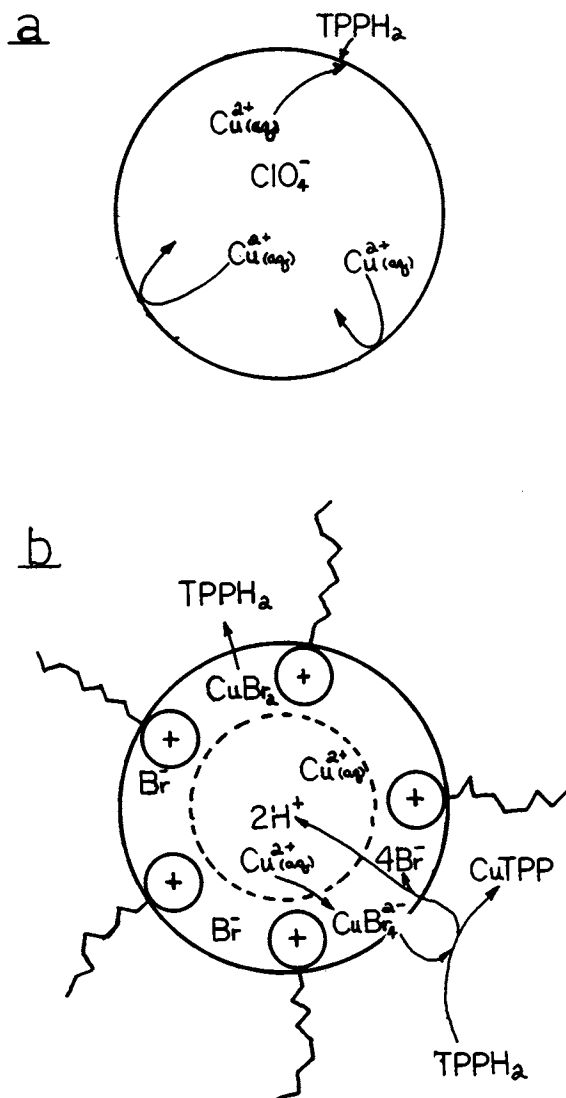 a
TPPH₂
Cu²⁺(aq)
ClO₄⁻
Cu²⁺(aq)
Cu²⁺(aq)
b
TPPH₂
+
CuBr₂
+
Br⁻
Cu²⁺(aq)
+
2H⁺
Cu²⁺(aq)
4Br⁻
CuTPP
+
Br⁻
+
CuBr₄²⁻
TPPH₂